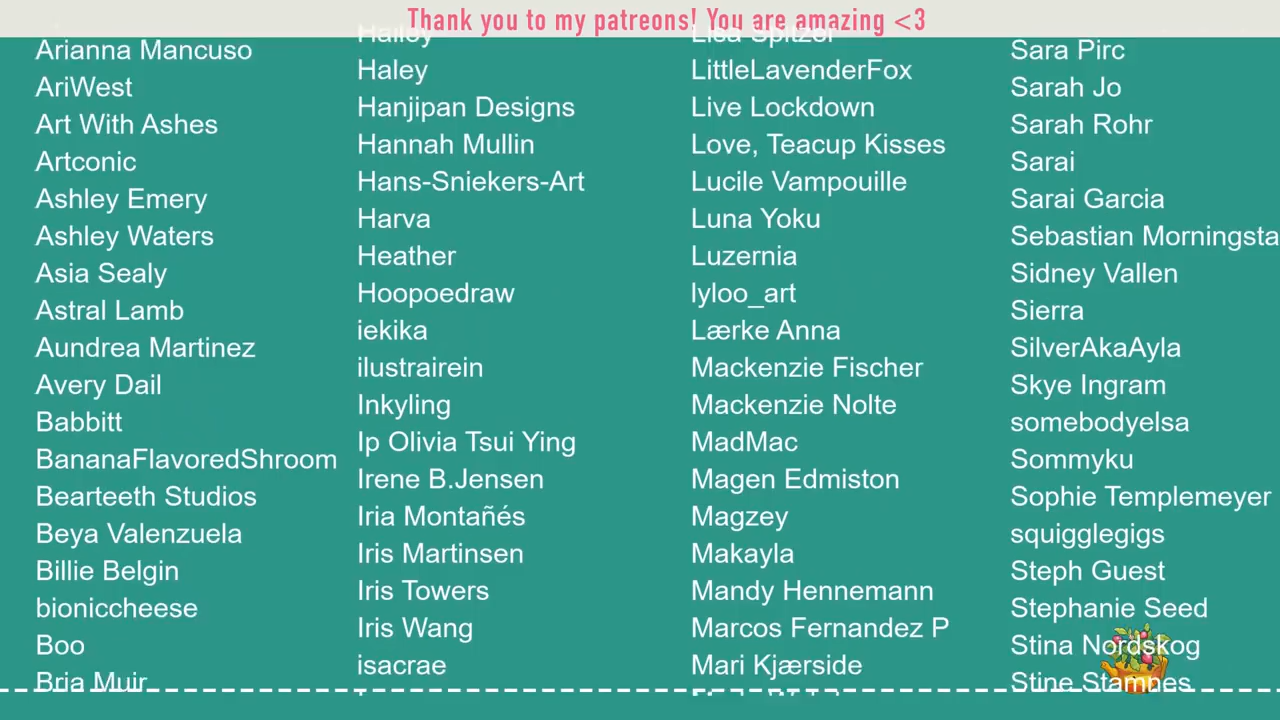 Thank you to my patreons! You are amazing <3
Arianna Mancuso
AriWest
Art With Ashes
Artconic
Ashley Emery
Ashley Waters
Asia Sealy
Astral Lamb
Aundrea Martinez
Avery Dail
Babbitt
BananaFlavoredShroom
Bearteeth Studios
Beya Valenzuela
Billie Belgin
bioniccheese
Boo
Bria Muir
Hailey
Haley
Hanjipan Designs
Hannah Mullin
Hans-Sniekers-Art
Harva
Heather
Hoopoedraw
iekika
ilustrairein
Inkyling
Ip Olivia Tsui Ying
Irene B.Jensen
Iria Montañés
Iris Martinsen
Iris Towers
Iris Wang
isacrae
Lisa Spitzer
LittleLavenderFox
Live Lockdown
Love, Teacup Kisses
Lucile Vampouille
Luna Yoku
Luzernia
lyloo_art
Lærke Anna
Mackenzie Fischer
Mackenzie Nolte
MadMac
Magen Edmiston
Magzey
Makayla
Mandy Hennemann
Marcos Fernandez P
Mari Kjærside
Sara Pirc
Sarah Jo
Sarah Rohr
Sarai
Sarai Garcia
Sebastian Morningsta
Sidney Vallen
Sierra
SilverAkaAyla
Skye Ingram
somebodyelsa
Sommyku
Sophie Templemeyer
squigglegigs
Steph Guest
Stephanie Seed
Stina Nordskog
Stine Stampes